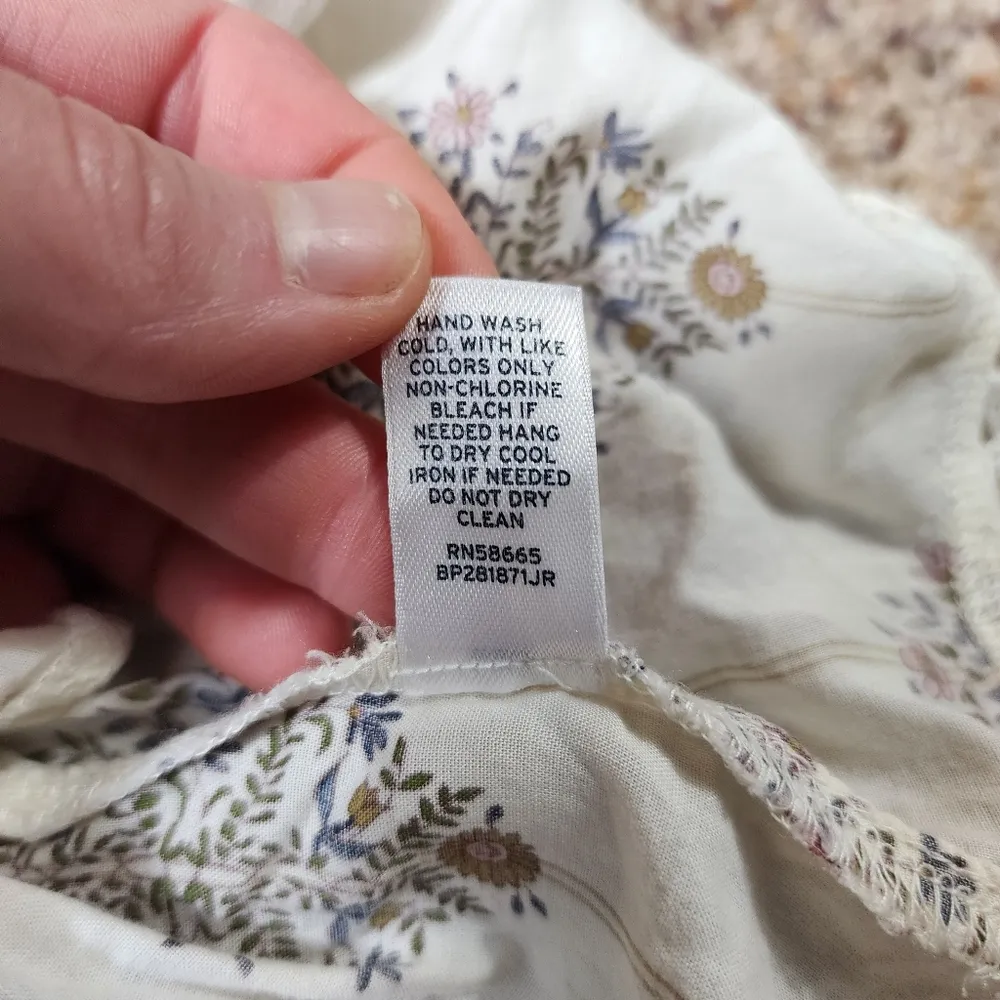 HAND WASH
COLD, WITH LIKE
COLORS ONLY
NON-CHLORINE
BLEACH IF
NEEDED HANG
TO DRY COOL
IRON IF NEEDED
DO NOT DRY
CLEAN
RN58665
BP281871JR